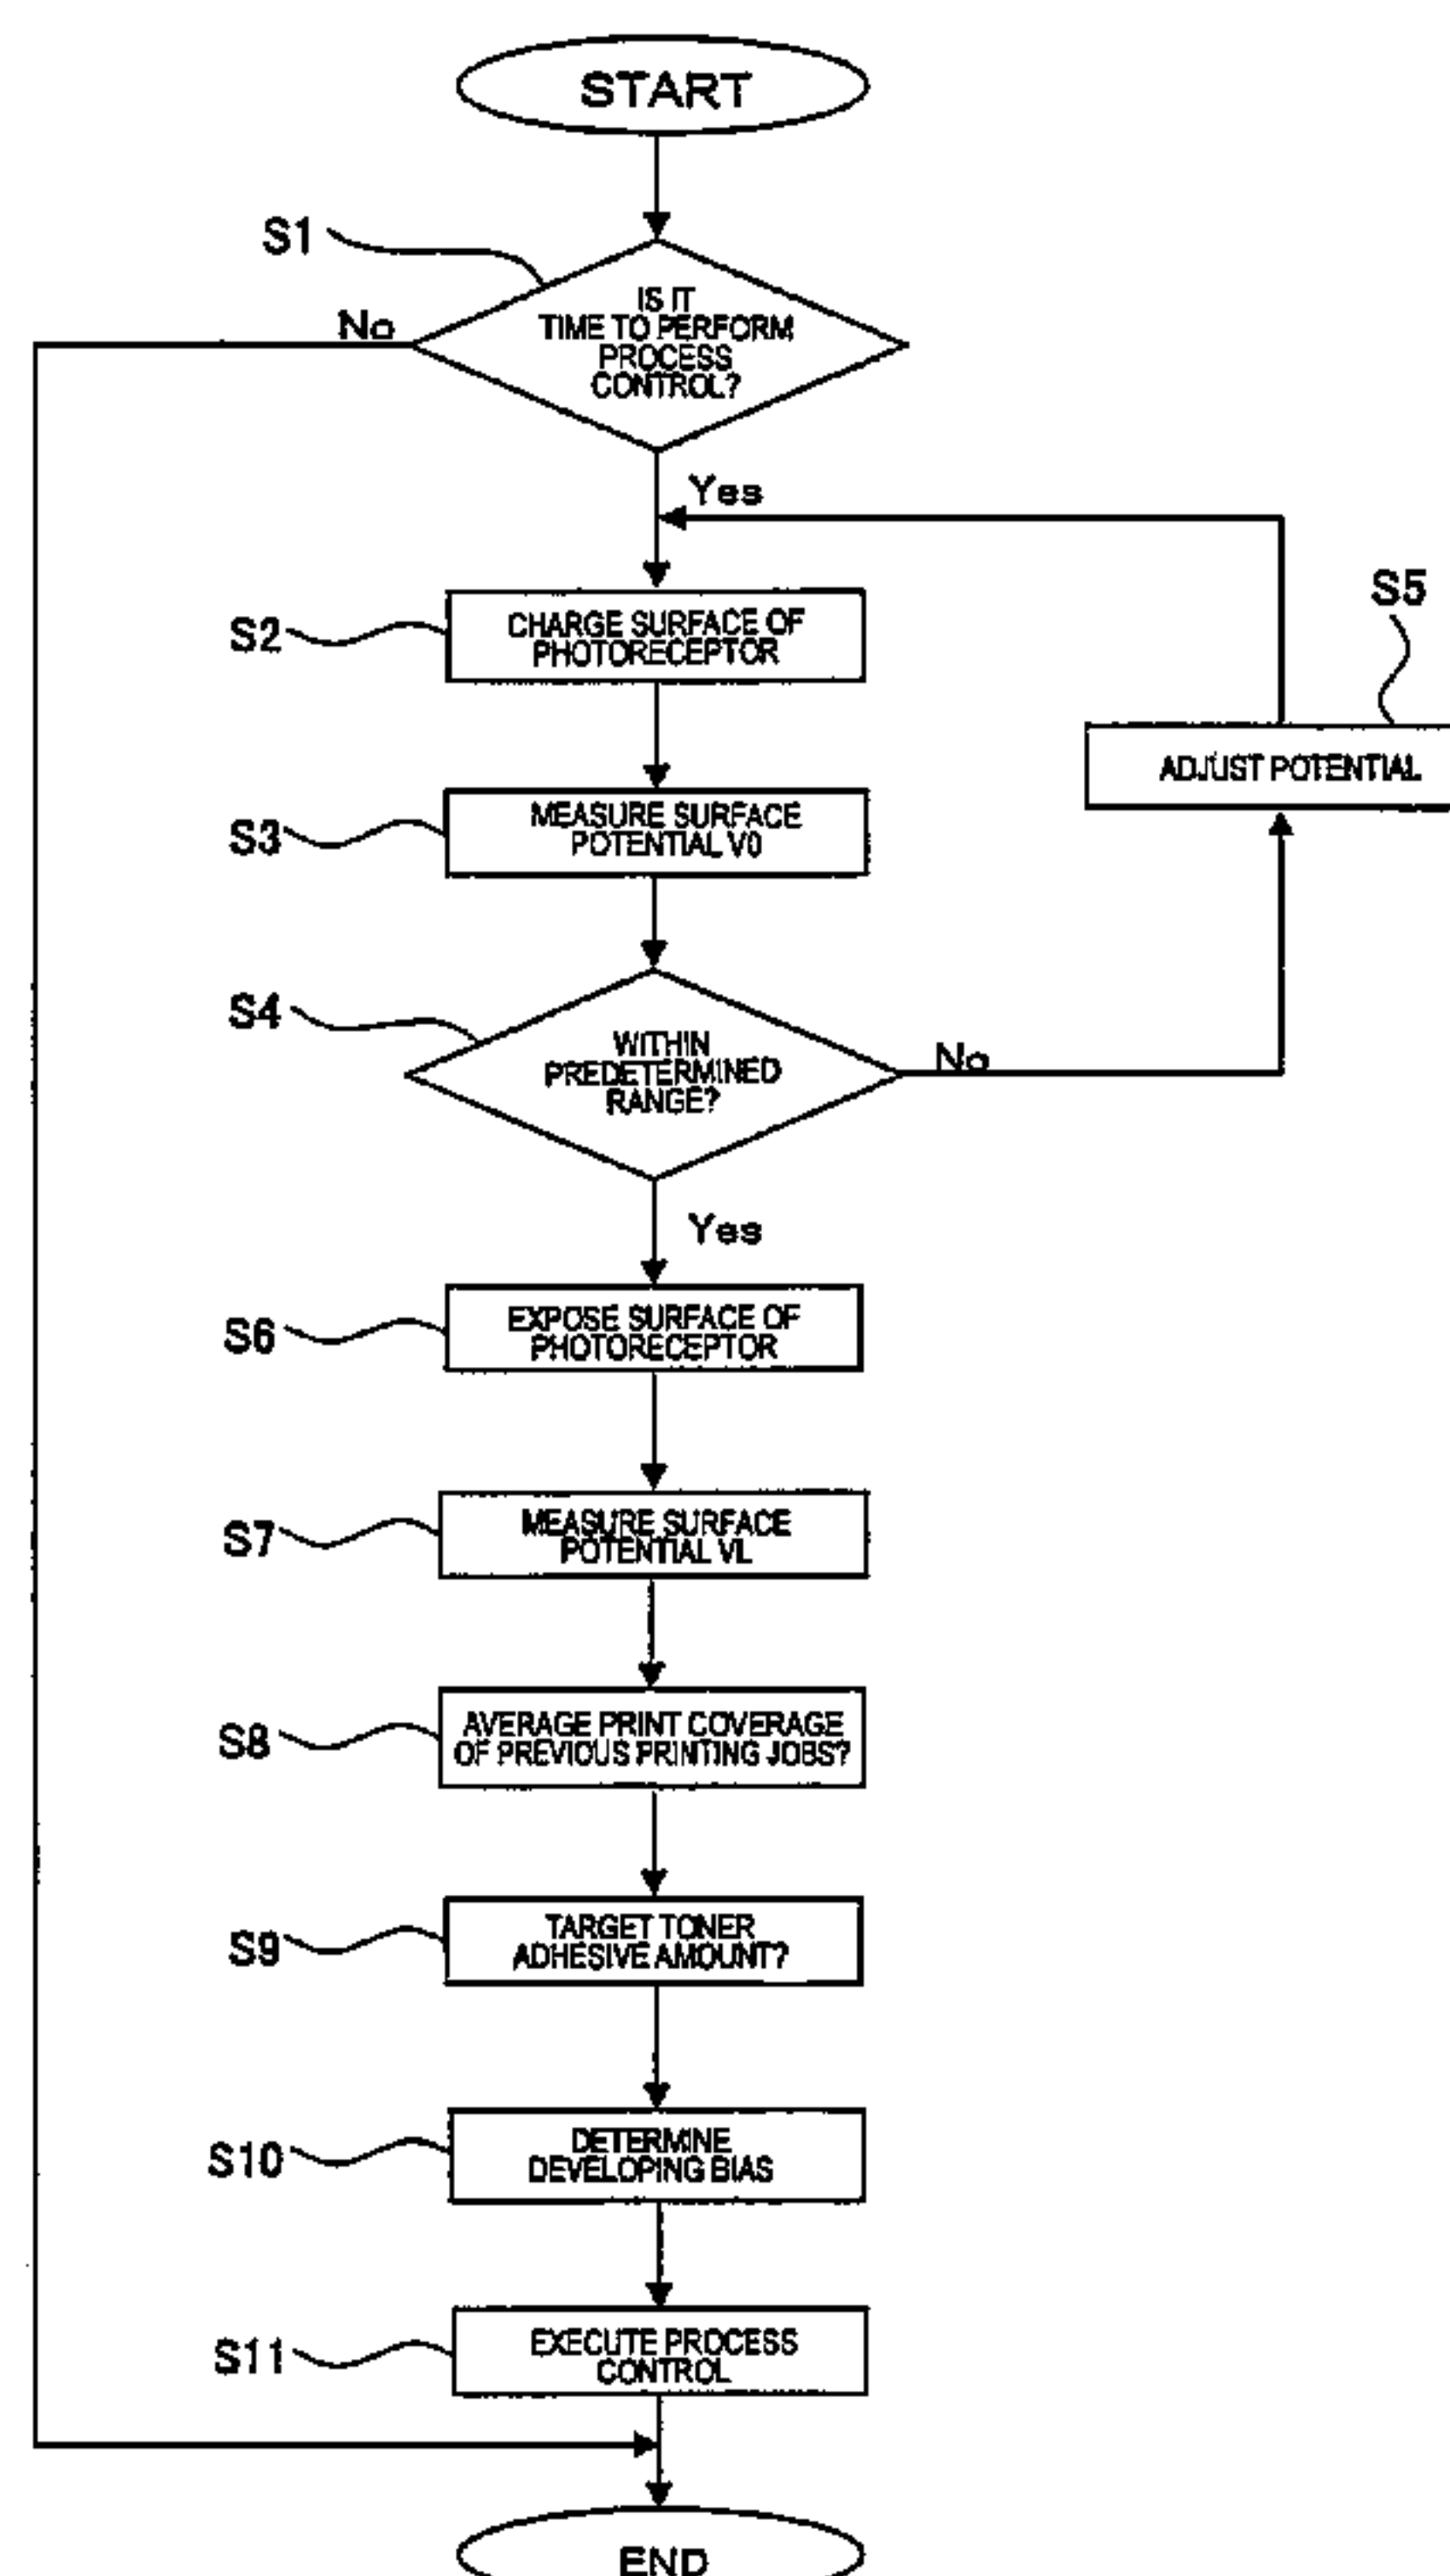 START
S1
IS IT
TIME TO PERFORM
PROCESS
CONTROL?
No
Yes
S2
CHARGE SURFACE OF
PHOTORECEPTOR
S5
ADJUST POTENTIAL
S3
MEASURE SURFACE
POTENTIAL V0
S4
WITHIN
PREDETERMINED
RANGE?
No
Yes
S6
EXPOSE SURFACE OF
PHOTORECEPTOR
S7
MEASURE SURFACE
POTENTIAL VL
S8
AVERAGE PRINT COVERAGE
OF PREVIOUS PRINTING JOBS?
S9
TARGET TONER
ADHESIVE AMOUNT?
S10
DETERMINE
DEVELOPING BIAS
S11
EXECUTE PROCESS
CONTROL
END